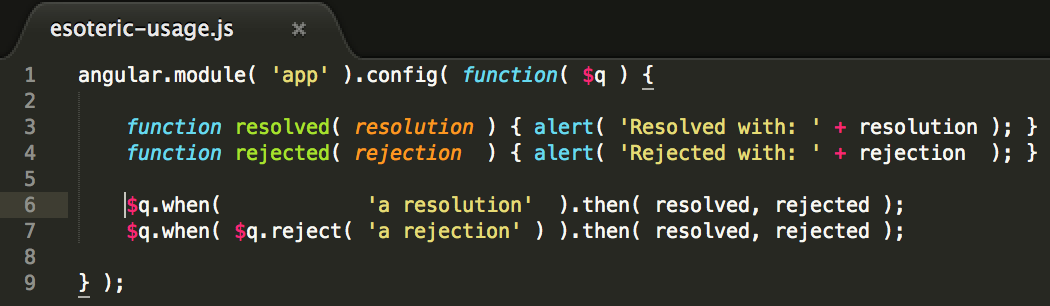 esoteric-usage.js ×
1 angular.module( 'app' ).config( function( $q ) {
2
3     function resolved( resolution ) { alert( 'Resolved with: ' + resolution ); }
4     function rejected( rejection  ) { alert( 'Rejected with: ' + rejection  ); }
5
6     $q.when(            'a resolution'  ).then( resolved, rejected );
7     $q.when( $q.reject( 'a rejection' ) ).then( resolved, rejected );
8
9 } );